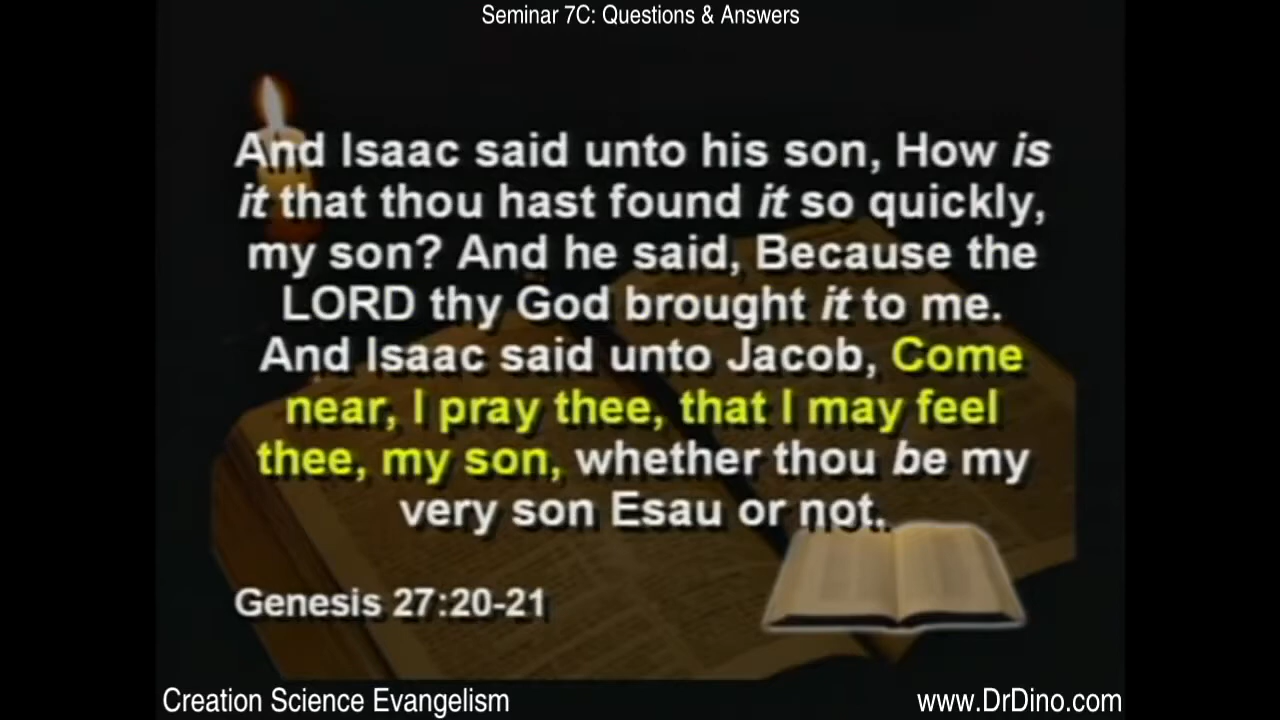 Seminar 7C: Questions & Answers
And Isaac said unto his son, How is
it that thou hast found it so quickly,
my son? And he said, Because the
LORD thy God brought it to me.
And Isaac said unto Jacob, Come
near, I pray thee, that I may feel
thee, my son, whether thou be my
very son Esau or not.
Genesis 27:20-21
Creation Science Evangelism
www.DrDino.com